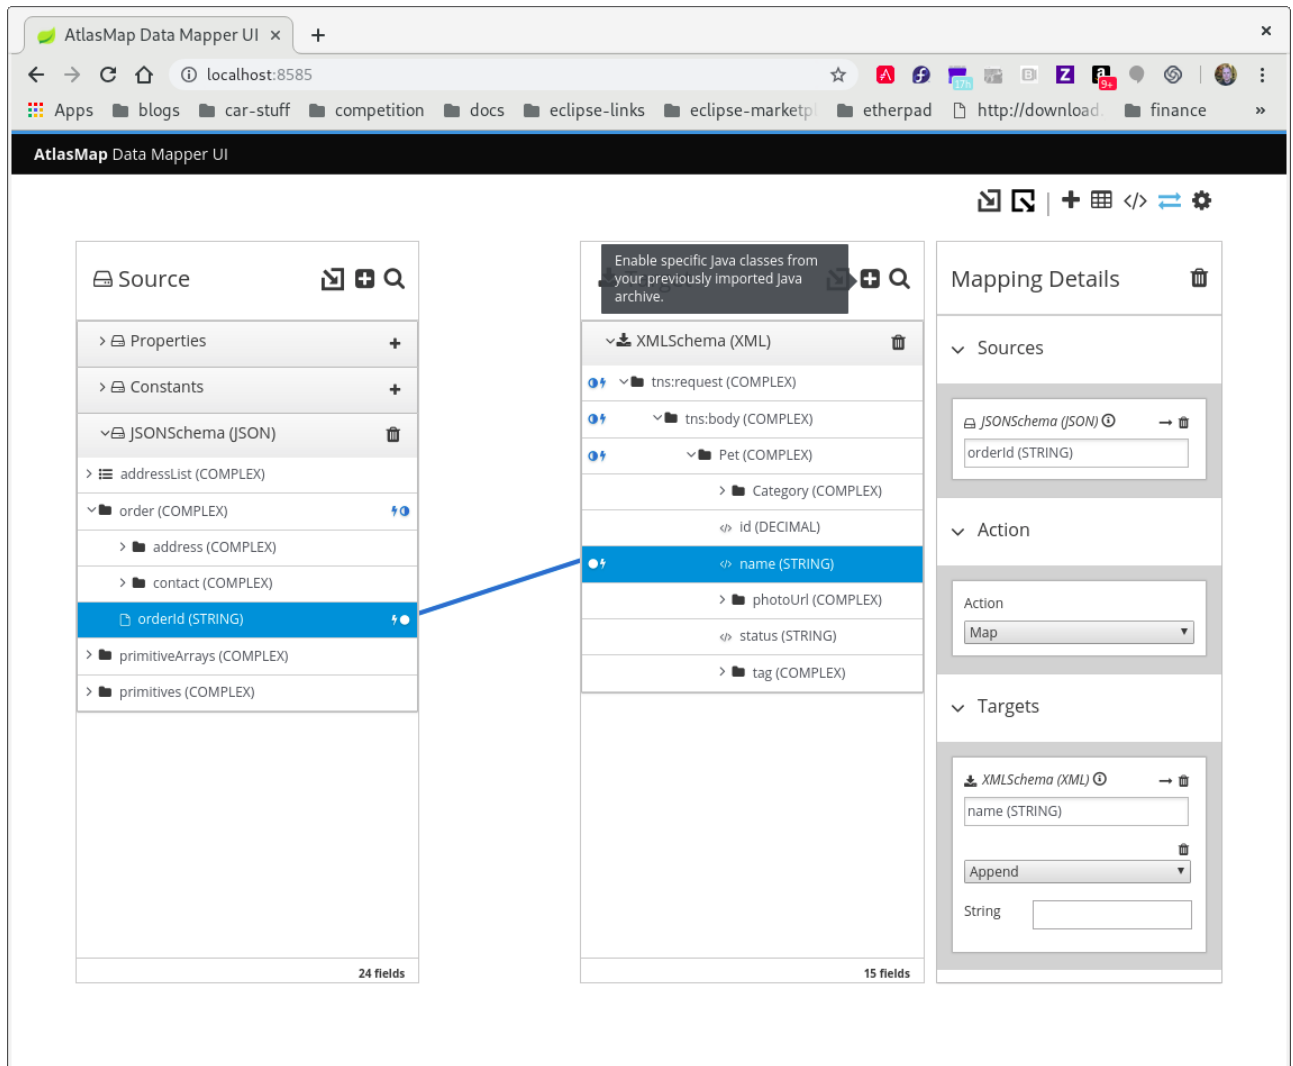 AtlasMap Data Mapper UI
localhost:8585
17h
9+
Apps blogs car-stuff competition docs eclipse-links eclipse-marketpl etherpad http://download. finance »
AtlasMap Data Mapper UI
Source
Enable specific Java classes from
your previously imported Java
archive.
Mapping Details
Properties
Constants
JSONSchema (JSON)
addressList (COMPLEX)
order (COMPLEX)
address (COMPLEX)
contact (COMPLEX)
orderId (STRING)
primitiveArrays (COMPLEX)
primitives (COMPLEX)
24 fields
XMLSchema (XML)
tns:request (COMPLEX)
tns:body (COMPLEX)
Pet (COMPLEX)
Category (COMPLEX)
id (DECIMAL)
name (STRING)
photoUrl (COMPLEX)
status (STRING)
tag (COMPLEX)
15 fields
Sources
JSONSchema (JSON)
orderId (STRING)
Action
Action
Map
Targets
XMLSchema (XML)
name (STRING)
Append
String